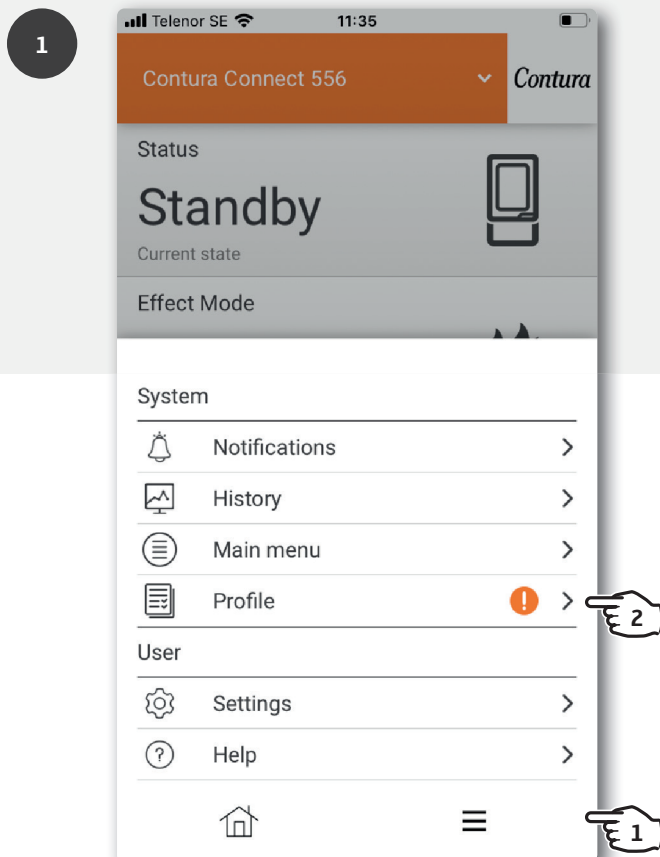 1
Telenor SE 11:35
Contura Connect 556 Contura
Status
Standby
Current state
Effect Mode
System
Notifications
History
Main menu
Profile ! 2
User
Settings
? Help
1